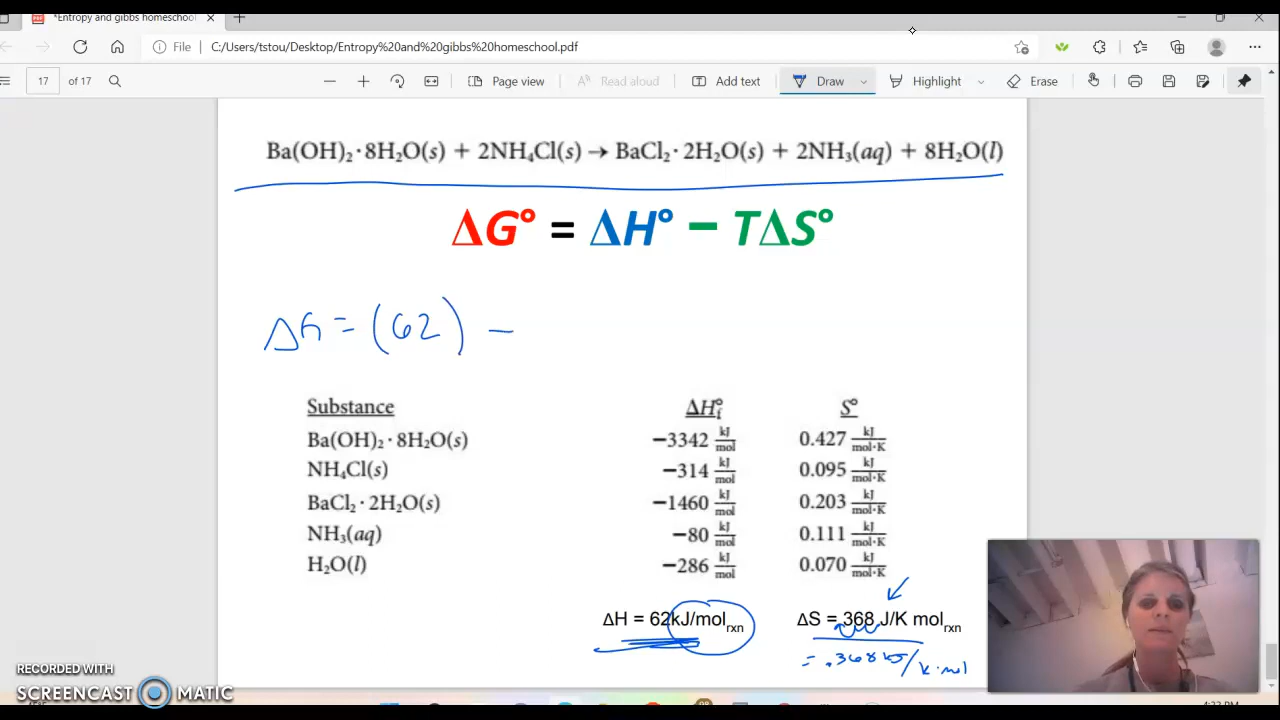 *Entropy and gibbs homeschool
File C:/Users/tstou/Desktop/Entropy%20and%20gibbs%20homeschool.pdf
17 of 17 Page view Read aloud Add text Draw Highlight Erase
Ba(OH)₂·8H₂O(s) + 2NH₄Cl(s) → BaCl₂·2H₂O(s) + 2NH₃(aq) + 8H₂O(l)
ΔG° = ΔH° − TΔS°
ΔG = (62) −
Substance ΔH°f S°
Ba(OH)₂·8H₂O(s) −3342 kJ/mol 0.427 kJ/mol·K
NH₄Cl(s) −314 kJ/mol 0.095 kJ/mol·K
BaCl₂·2H₂O(s) −1460 kJ/mol 0.203 kJ/mol·K
NH₃(aq) −80 kJ/mol 0.111 kJ/mol·K
H₂O(l) −286 kJ/mol 0.070 kJ/mol·K
ΔH = 62kJ/molrxn ΔS = 368 J/K molrxn
= .368 kJ/K·mol
RECORDED WITH
SCREENCAST MATIC